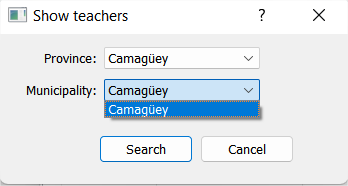 Show teachers ? ×
Province: Camagüey
Municipality: Camagüey
Camagüey
Search Cancel